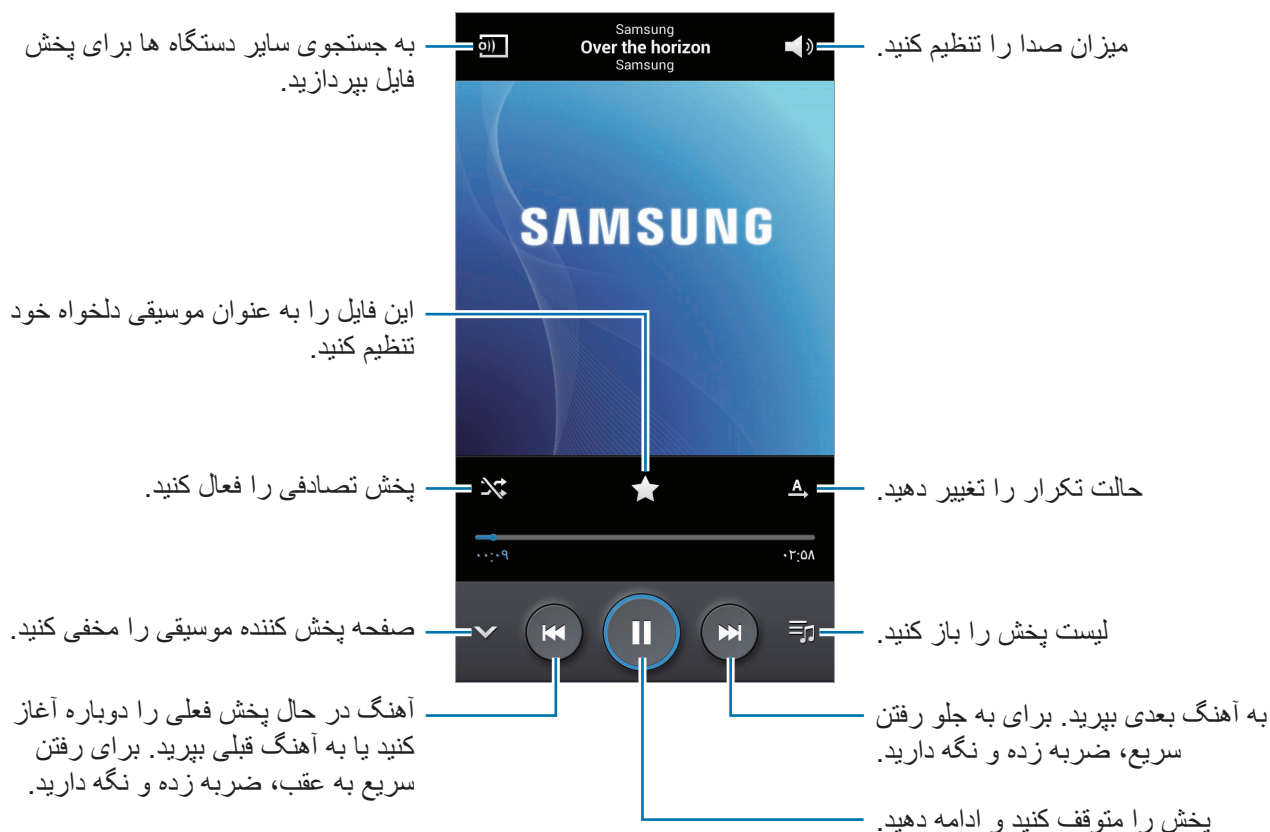 به جستجوی سایر دستگاه ها برای پخش
فایل بپردازید.
Samsung
Over the horizon
Samsung
میزان صدا را تنظیم کنید.
SAMSUNG
این فایل را به عنوان موسیقی دلخواه خود
تنظیم کنید.
پخش تصادفی را فعال کنید.
A
حالت تکرار را تغییر دهید.
۰۰:۰۹
۰۲:۵۸
صفحه پخش کننده موسیقی را مخفی کنید.
لیست پخش را باز کنید.
آهنگ در حال پخش فعلی را دوباره آغاز
کنید یا به آهنگ قبلی بپرید. برای رفتن
سریع به عقب، ضربه زده و نگه دارید.
به آهنگ بعدی بپرید. برای به جلو رفتن
سریع، ضربه زده و نگه دارید.
پخش را متوقف کنید و ادامه دهید.